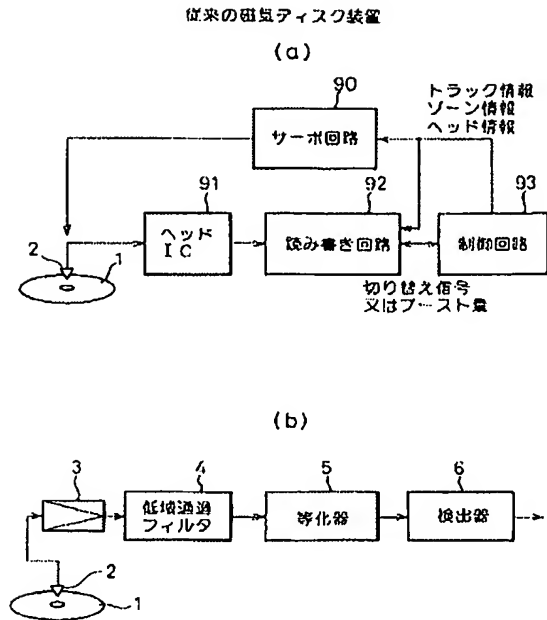 従来の磁気ディスク装置
(a)
90
サーボ回路
トラック情報
ゾーン情報
ヘッド情報
91
ヘッド
IC
92
読み書き回路
93
制御回路
2
1
切り替え信号
又はブースト量
(b)
3
4
低域通過
フィルタ
5
等化器
6
検出器
2
1